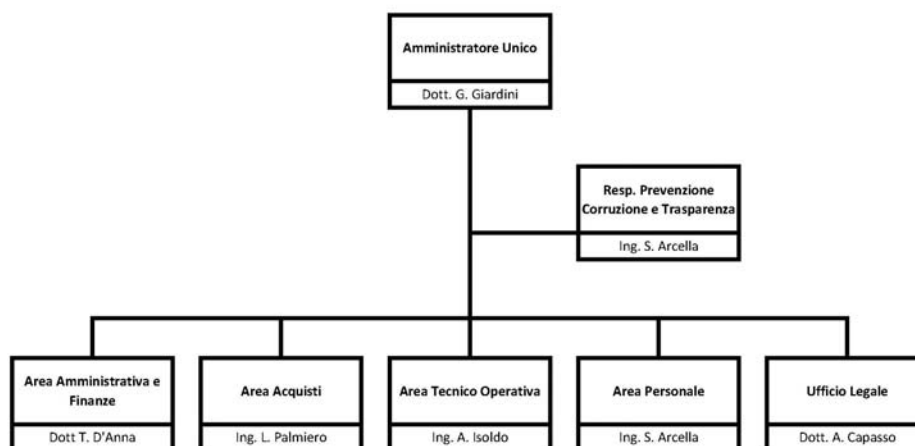 Amministratore Unico
Dott. G. Giardini
Resp. Prevenzione
Corruzione e Trasparenza
Ing. S. Arcella
Area Amministrativa e
Finanze
Dott T. D'Anna
Area Acquisti
Ing. L. Palmiero
Area Tecnico Operativa
Ing. A. Isoldo
Area Personale
Ing. S. Arcella
Ufficio Legale
Dott. A. Capasso